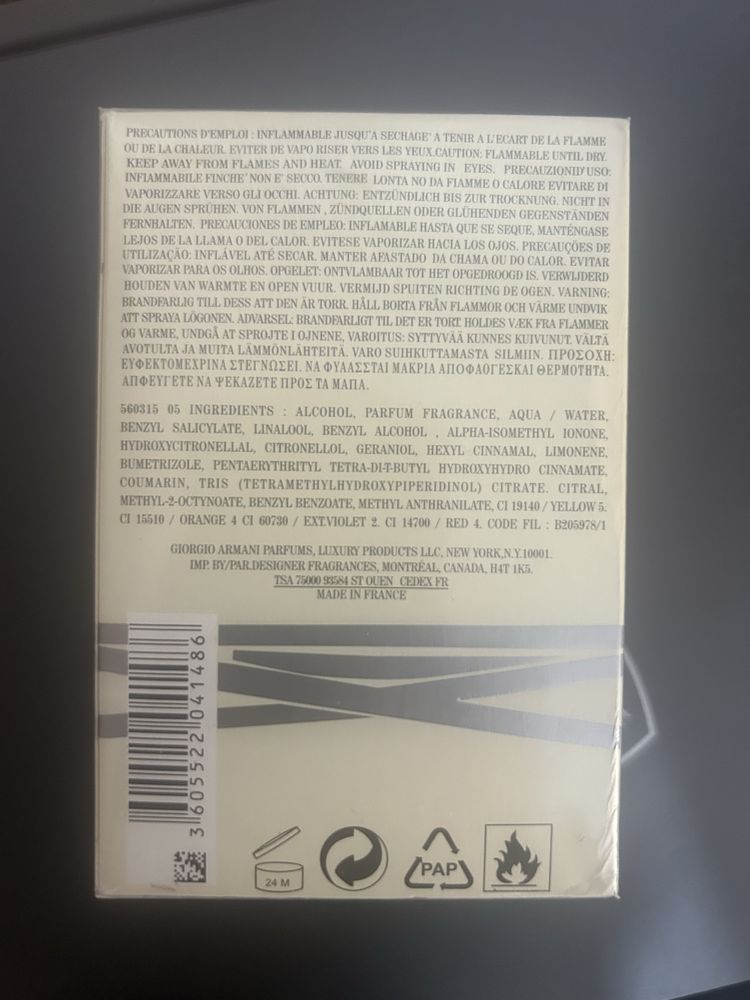 PRECAUTIONS D'EMPLOI : INFLAMMABLE JUSQU'A SECHAGE' A TENIR A L'ECART DE LA FLAMME
OU DE LA CHALEUR. EVITER DE VAPO RISER VERS LES YEUX.CAUTION: FLAMMABLE UNTIL DRY.
KEEP AWAY FROM FLAMES AND HEAT. AVOID SPRAYING IN EYES. PRECAUZIONID'USO:
INFIAMMABILE FINCHE' NON E' SECCO. TENERE LONTA NO DA FIAMME O CALORE EVITARE DI
VAPORIZZARE VERSO GLI OCCHI. ACHTUNG: ENTZÜNDLICH BIS ZUR TROCKNUNG. NICHT IN
DIE AUGEN SPRÜHEN. VON FLAMMEN , ZÜNDQUELLEN ODER GLÜHENDEN GEGENSTÄNDEN
FERNHALTEN. PRECAUCIONES DE EMPLEO: INFLAMABLE HASTA QUE SE SEQUE, MANTÉNGASE
LEJOS DE LA LLAMA O DEL CALOR. EVITESE VAPORIZAR HACIA LOS OJOS. PRECAUÇÕES DE
UTILIZAÇÃO: INFLÁVEL ATÉ SECAR. MANTER AFASTADO DA CHAMA OU DO CALOR. EVITAR
VAPORIZAR PARA OS OLHOS. OPGELET: ONTVLAMBAAR TOT HET OPGEDROOGD IS. VERWIJDERD
HOUDEN VAN WARMTE EN OPEN VUUR. VERMIJD SPUITEN RICHTING DE OGEN. VARNING:
BRANDFARLIG TILL DESS ATT DEN ÄR TORR. HÅLL BORTA FRÅN FLAMMOR OCH VÄRME UNDVIK
ATT SPRAYA LÖGONEN. ADVARSEL: BRANDFARLIGT TIL DET ER TORT. HOLDES VÆK FRA FLAMMER
OG VARME, UNDGÅ AT SPROJTE I OJNENE, VAROITUS: SYTTYVÄÄ KUNNES KUIVUNUT. VÄLTÄ
AVOTULTA JA MUITA LÄMMÖNLÄHTEITÄ. VARO SUIHKUTTAMASTA SILMIIN. ΠΡΟΣΟΧΗ:
ΕΥΦΕΚΤΟΜΕΧΡΙΝΑ ΣΤΕΓΝΩΣΕΙ. ΝΑ ΦΥΛΑΣΣΤΑΙ ΜΑΚΡΙΑ ΑΠΟΦΛΟΓΕΣΚΑΙ ΘΕΡΜΟΤΗΤΑ.
ΑΠΦΕΥΓΕΤΕ ΝΑ ΨΕΚΑΖΕΤΕ ΠΡΟΣ ΤΑ ΜΑΠΑ.
560315 05 INGREDIENTS : ALCOHOL, PARFUM FRAGRANCE, AQUA / WATER,
BENZYL SALICYLATE, LINALOOL, BENZYL ALCOHOL , ALPHA-ISOMETHYL IONONE,
HYDROXYCITRONELLAL, CITRONELLOL, GERANIOL, HEXYL CINNAMAL, LIMONENE,
BUMETRIZOLE, PENTAERYTHRITYL TETRA-DI-T-BUTYL HYDROXYHYDRO CINNAMATE,
COUMARIN, TRIS (TETRAMETHYLHYDROXYPIPERIDINOL) CITRATE. CITRAL,
METHYL-2-OCTYNOATE, BENZYL BENZOATE, METHYL ANTHRANILATE, CI 19140 / YELLOW 5.
CI 15510 / ORANGE 4 CI 60730 / EXT.VIOLET 2. CI 14700 / RED 4. CODE FIL : B205978/1
GIORGIO ARMANI PARFUMS, LUXURY PRODUCTS LLC, NEW YORK,N.Y.10001.
IMP. BY/PAR.DESIGNER FRAGRANCES, MONTRÉAL, CANADA, H4T 1K5.
TSA 75000 93584 ST OUEN CEDEX FR
MADE IN FRANCE
3 605522 041486
24 M
PAP